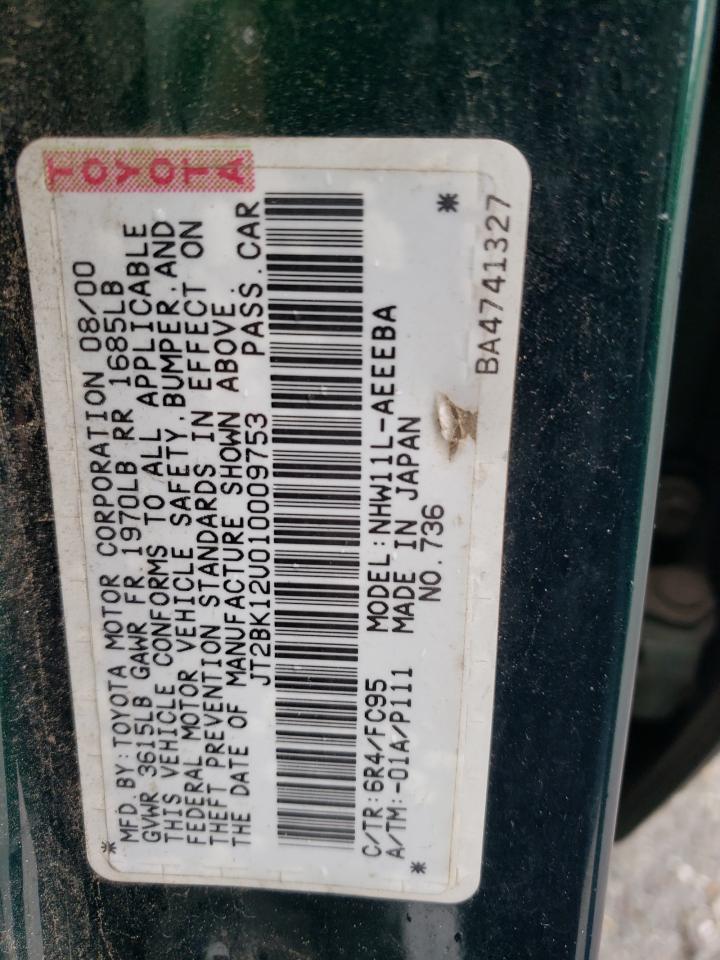 TOYOTA
MFD. BY: TOYOTA MOTOR CORPORATION 08/00
GVWR 3615LB GAWR FR 1970LB RR 1685LB
THIS VEHICLE CONFORMS TO ALL APPLICABLE
FEDERAL MOTOR VEHICLE SAFETY, BUMPER, AND
THEFT PREVENTION STANDARDS IN EFFECT ON
THE DATE OF MANUFACTURE SHOWN ABOVE.
JT2BK12U010009753 PASS. CAR
C/TR: 6R4/FC95 MODEL: NHW11L-AEEEBA
A/TM: -01A/P111 MADE IN JAPAN
NO. 736
BA4741327